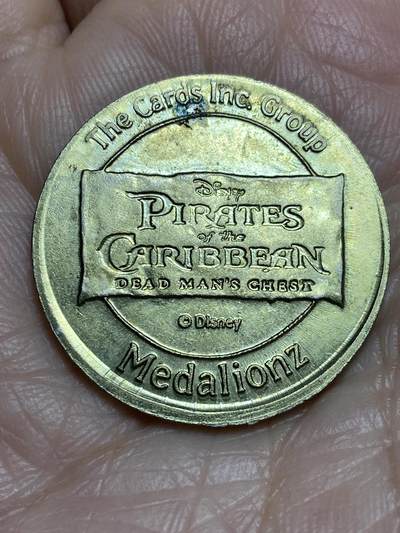 The Cards Inc. Group
Disney
PIRATES
of the
CARIBBEAN
DEAD MAN'S CHEST
© Disney
Medalionz